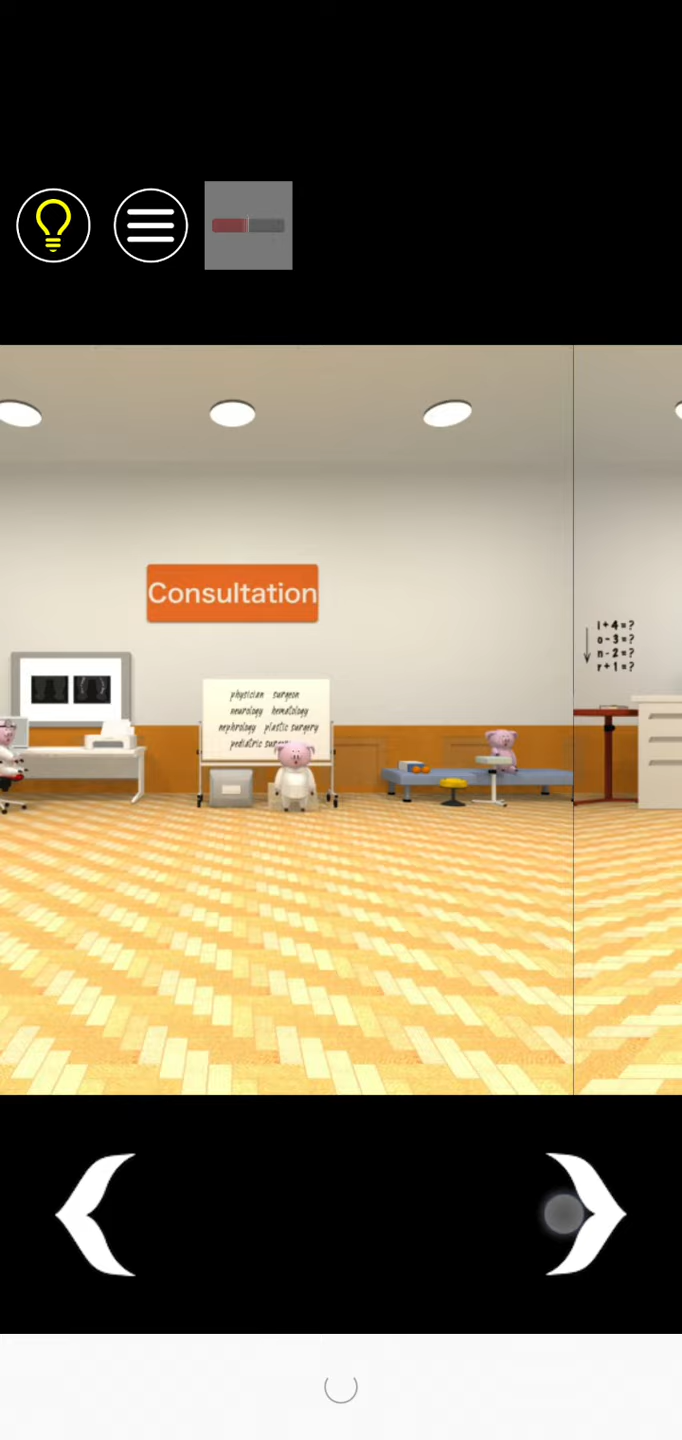 Consultation
i+4=?
o-3=?
n-2=?
r+1=?
physician surgeon
neurology hematology
nephrology plastic surgery
pediatric